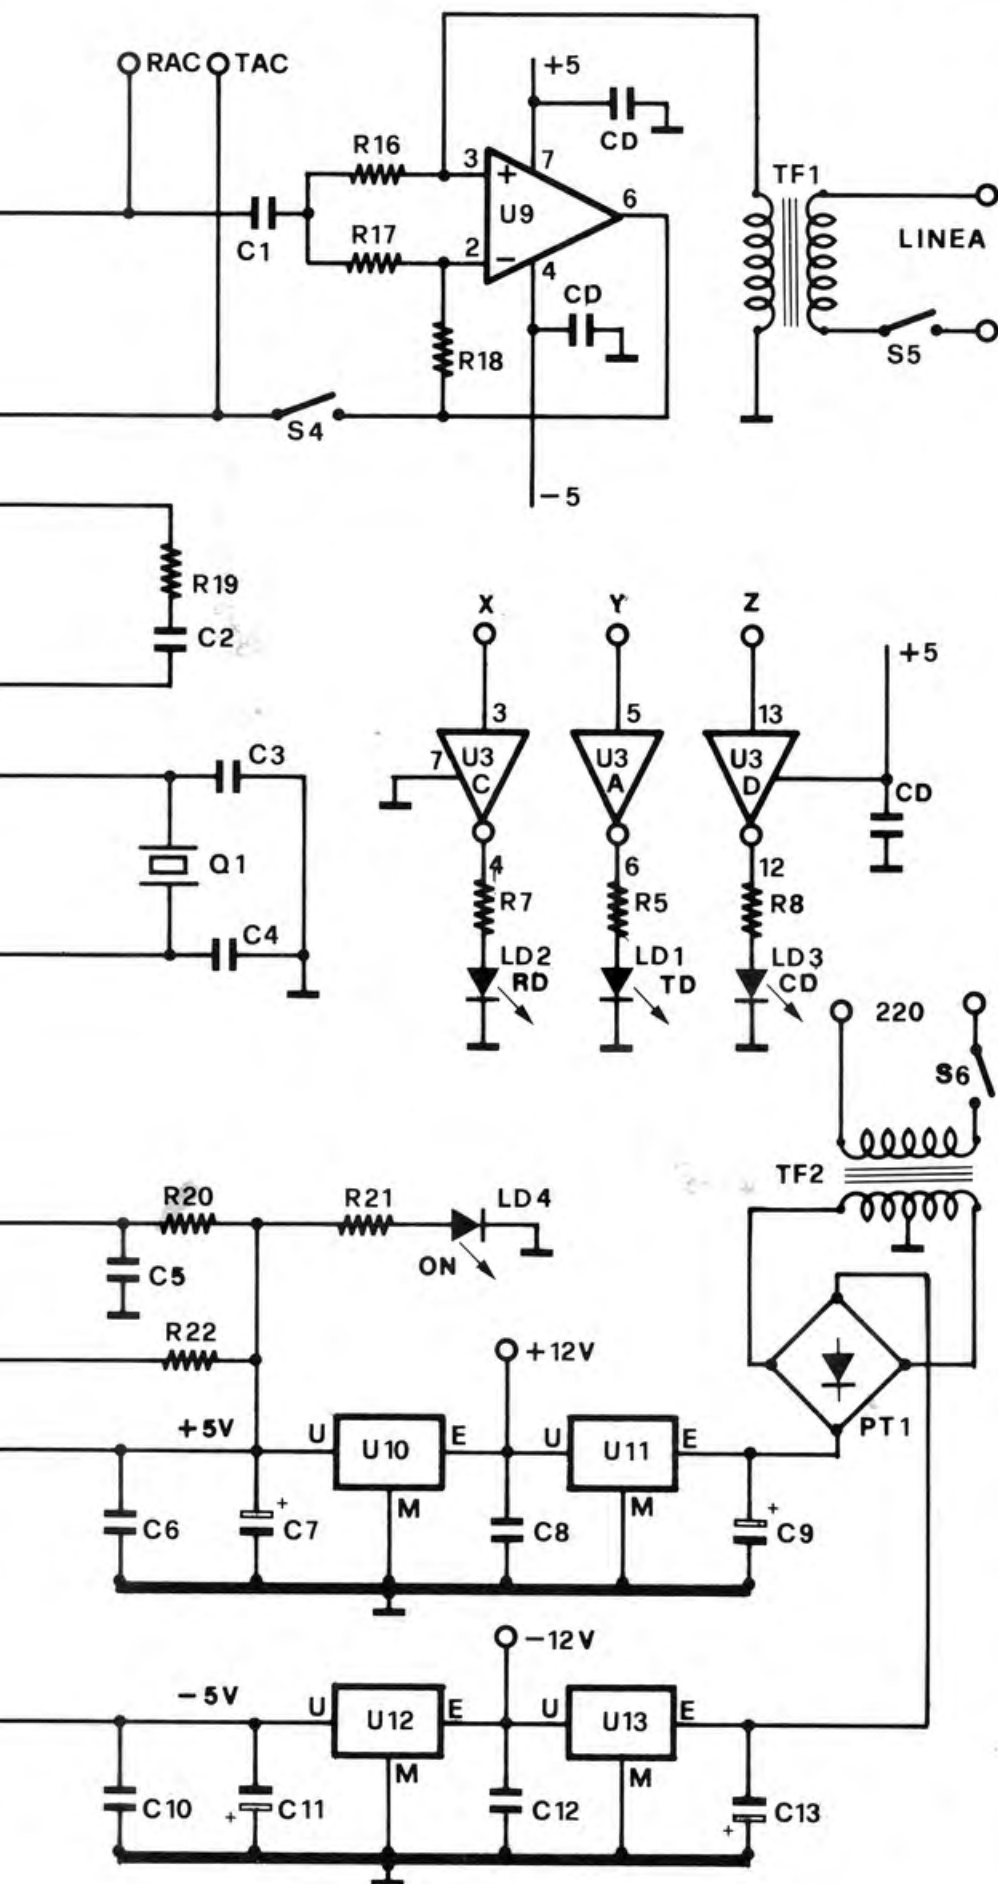 RAC TAC
+5
CD
R16
3
7
+
U9
6
TF1
C1
R17
2
−
4
LINEA
CD
R18
S5
S4
−5
R19
C2
X Y Z
+5
3 5 13
7
U3 C
U3 A
U3 D
CD
C3
Q1
C4
4 6 12
R7 R5 R8
LD2 RD
LD1 TD
LD3 CD
220
S6
TF2
R20 R21 LD4
C5
ON
R22
+12V
PT1
+5V
U U10 E
U U11 E
M M
+ C7
C6
C8
+ C9
−12V
−5V
U U12 E
U U13 E
M M
C10
+ C11
C12
+ C13